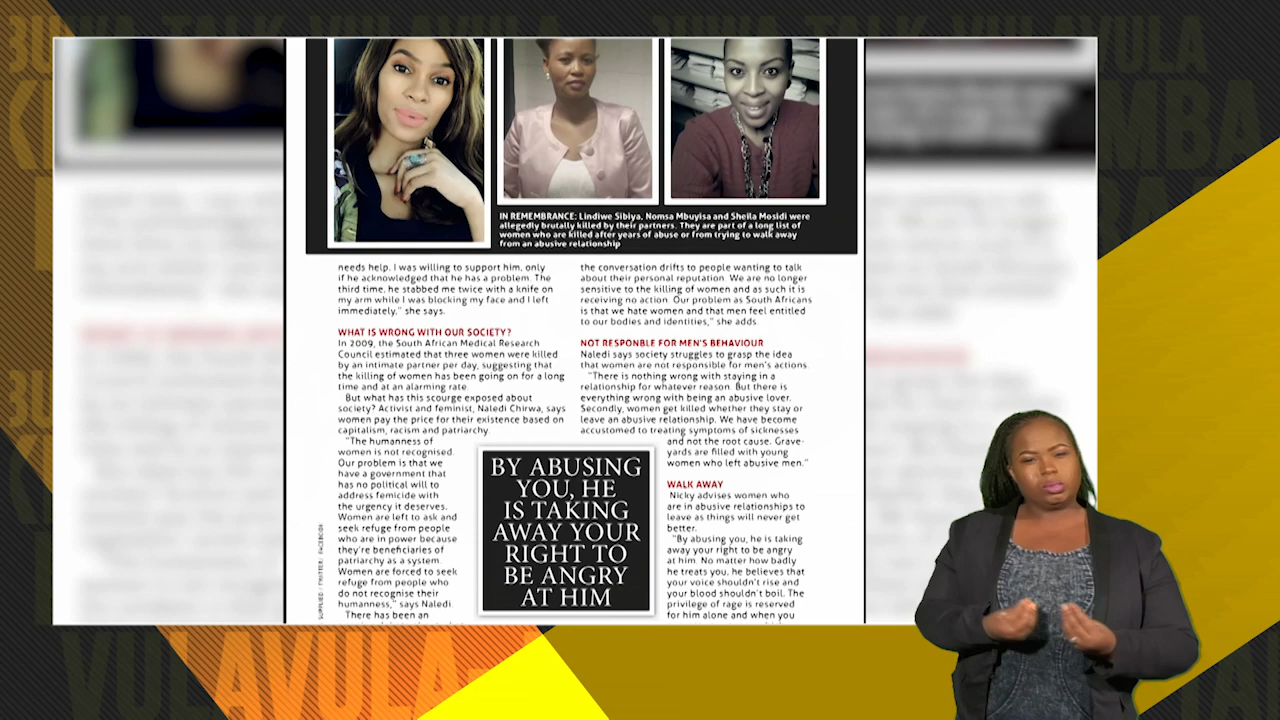 IN REMEMBRANCE: Lindiwe Sibiya, Nomsa Mbuyisa and Sheila Mosidi were
allegedly brutally killed by their partners. They are part of a long list of
women who are killed after years of abuse or from trying to walk away
from an abusive relationship
needs help. I was willing to support him, only
if he acknowledged that he has a problem. The
third time, he stabbed me twice with a knife on
my arm while I was blocking my face and I left
immediately," she says.
WHAT IS WRONG WITH OUR SOCIETY?
In 2009, the South African Medical Research
Council estimated that three women were killed
by an intimate partner per day, suggesting that
the killing of women has been going on for a long
time and at an alarming rate.
But what has this scourge exposed about
society? Activist and feminist, Naledi Chirwa, says
women pay the price for their existence based on
capitalism, racism and patriarchy.
"The humanness of
women is not recognised.
Our problem is that we
have a government that
has no political will to
address femicide with
the urgency it deserves.
Women are left to ask and
seek refuge from people
who are in power because
they're beneficiaries of
patriarchy as a system.
Women are forced to seek
refuge from people who
do not recognise their
humanness," says Naledi.
There has been an
SUPPLIED / TWITTER/ FACEBOOK
BY ABUSING
YOU, HE
IS TAKING
AWAY YOUR
RIGHT TO
BE ANGRY
AT HIM
the conversation drifts to people wanting to talk
about their personal reputation. We are no longer
sensitive to the killing of women and as such it is
receiving no action. Our problem as South Africans
is that we hate women and that men feel entitled
to our bodies and identities," she adds.
NOT RESPONBLE FOR MEN'S BEHAVIOUR
Naledi says society struggles to grasp the idea
that women are not responsible for men's actions.
"There is nothing wrong with staying in a
relationship for whatever reason. But there is
everything wrong with being an abusive lover.
Secondly, women get killed whether they stay or
leave an abusive relationship. We have become
accustomed to treating symptoms of sicknesses
and not the root cause. Grave-
yards are filled with young
women who left abusive men."
WALK AWAY
Nicky advises women who
are in abusive relationships to
leave as things will never get
better.
"By abusing you, he is taking
away your right to be angry
at him. No matter how badly
he treats you, he believes that
your voice shouldn't rise and
your blood shouldn't boil. The
privilege of rage is reserved
for him alone and when you
TALK VULAVULA
VULAVULA